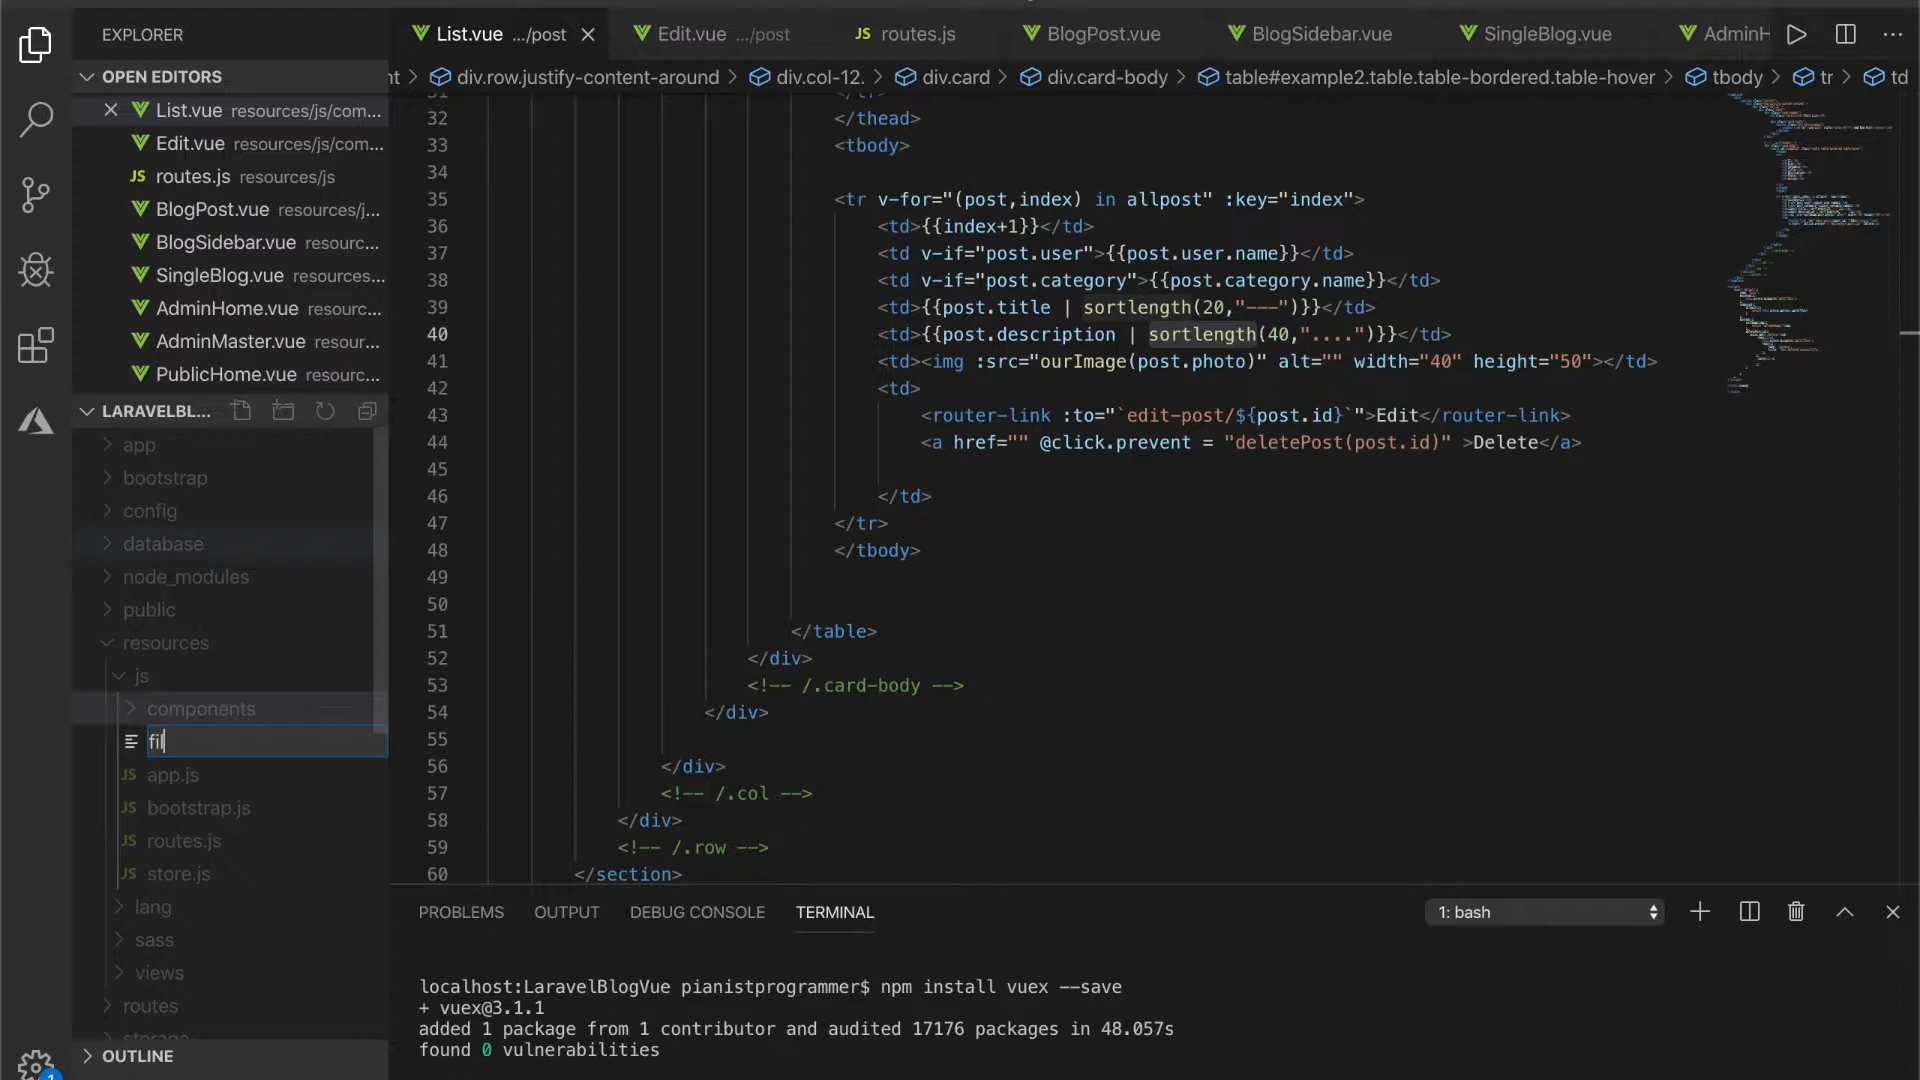 EXPLORER
OPEN EDITORS
List.vue resources/js/com...
Edit.vue resources/js/com...
JS routes.js resources/js
BlogPost.vue resources/j...
BlogSidebar.vue resourc...
SingleBlog.vue resources...
AdminHome.vue resourc...
AdminMaster.vue resour...
PublicHome.vue resourc...
LARAVELBL...
app
bootstrap
config
database
node_modules
public
resources
js
components
fil
JS app.js
JS bootstrap.js
JS routes.js
JS store.js
lang
sass
views
routes
storage
OUTLINE
1
List.vue .../post
Edit.vue .../post
JS routes.js
BlogPost.vue
BlogSidebar.vue
SingleBlog.vue
AdminH
nt > div.row.justify-content-around > div.col-12. > div.card > div.card-body > table#example2.table.table-bordered.table-hover > tbody > tr > td
31 </tr>
32 </thead>
33 <tbody>
34
35 <tr v-for="(post,index) in allpost" :key="index">
36 <td>{{index+1}}</td>
37 <td v-if="post.user">{{post.user.name}}</td>
38 <td v-if="post.category">{{post.category.name}}</td>
39 <td>{{post.title | sortlength(20,"---")}}</td>
40 <td>{{post.description | sortlength(40,"....")}}</td>
41 <td><img :src="ourImage(post.photo)" alt="" width="40" height="50"></td>
42 <td>
43 <router-link :to="`edit-post/${post.id}`">Edit</router-link>
44 <a href="" @click.prevent = "deletePost(post.id)" >Delete</a>
45
46 </td>
47 </tr>
48 </tbody>
49
50
51 </table>
52 </div>
53 <!-- /.card-body -->
54 </div>
55
56 </div>
57 <!-- /.col -->
58 </div>
59 <!-- /.row -->
60 </section>
PROBLEMS OUTPUT DEBUG CONSOLE TERMINAL
1: bash
localhost:LaravelBlogVue pianistprogrammer$ npm install vuex --save
+ vuex@3.1.1
added 1 package from 1 contributor and audited 17176 packages in 48.057s
found 0 vulnerabilities